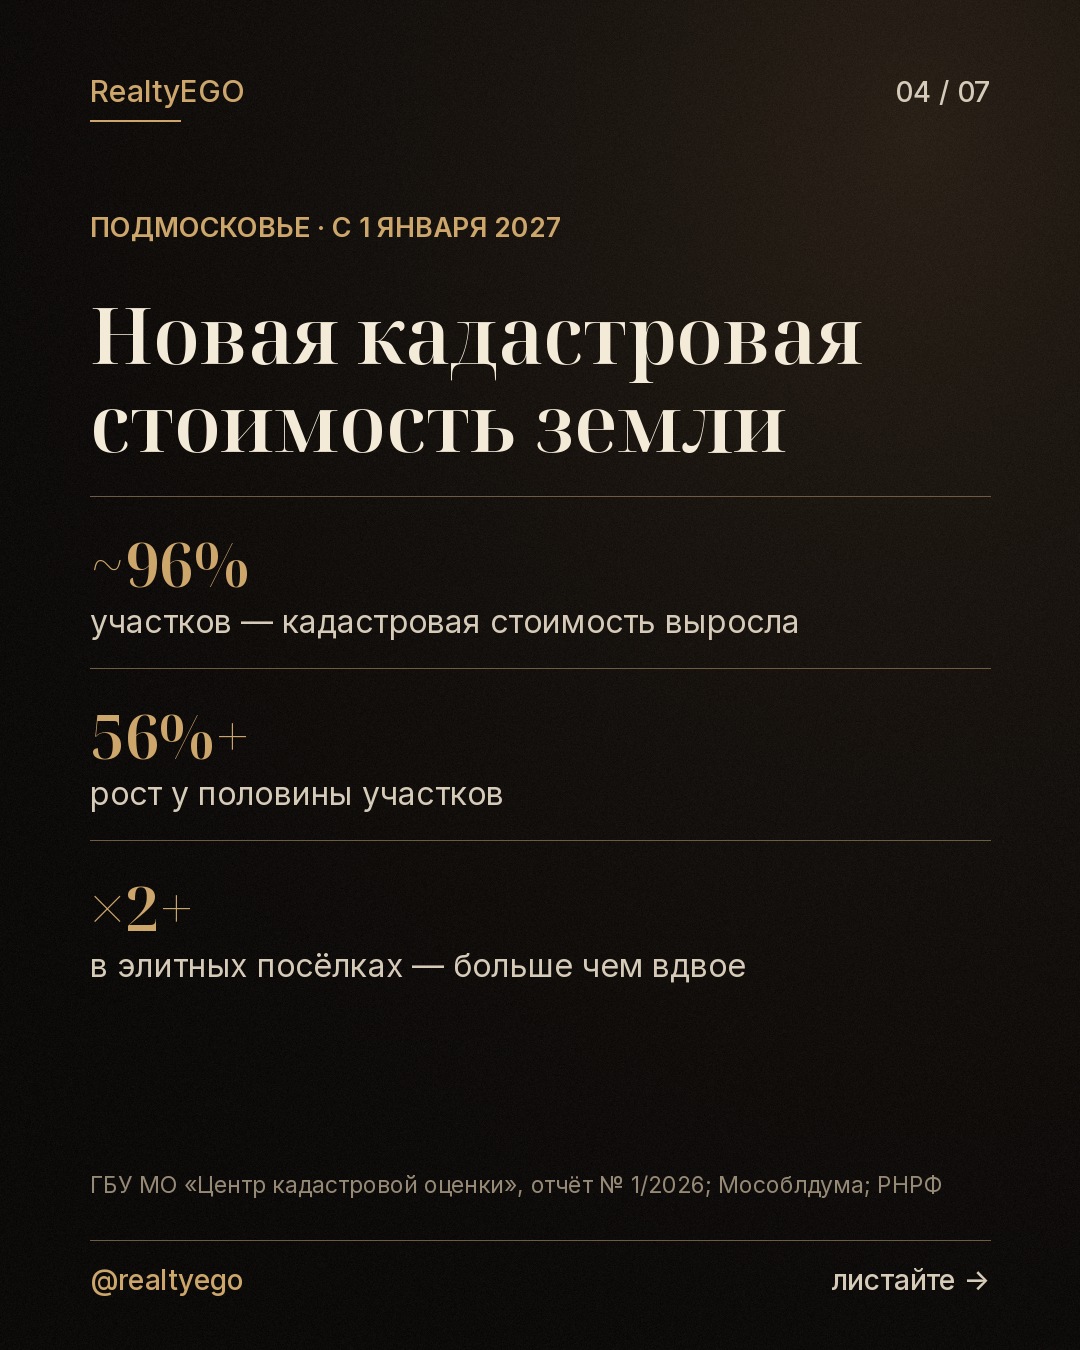 RealtyEGO
04 / 07
ПОДМОСКОВЬЕ · С 1 ЯНВАРЯ 2027
Новая кадастровая
стоимость земли
~96%
участков — кадастровая стоимость выросла
56%+
рост у половины участков
×2+
в элитных посёлках — больше чем вдвое
ГБУ МО «Центр кадастровой оценки», отчёт № 1/2026; Мособлдума; РНРФ
@realtyego
листайте →